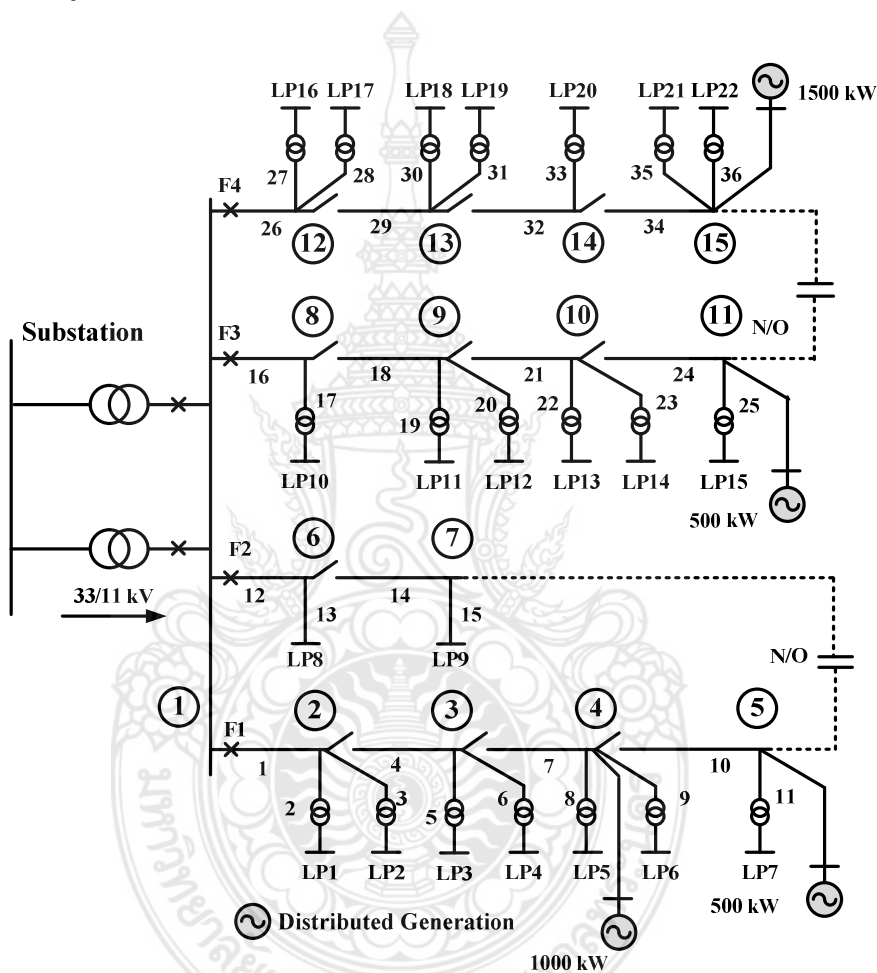 LP16 LP17 LP18 LP19 LP20 LP21 LP22 1500 kW
27 28 30 31 33 35 36
F4
26 29 32 34
12 13 14 15
8 9 10 11
Substation F3 N/O
16 18 21 24
17 19 20 22 23 25
LP10 LP11 LP12 LP13 LP14 LP15
500 kW
6 7
F2
33/11 kV 12 14
13 15
LP8 LP9 N/O
1 2 3 4 5
F1
1 4 7 10
2 3 5 6 8 9 11
LP1 LP2 LP3 LP4 LP5 LP6 LP7
500 kW
Distributed Generation
1000 kW